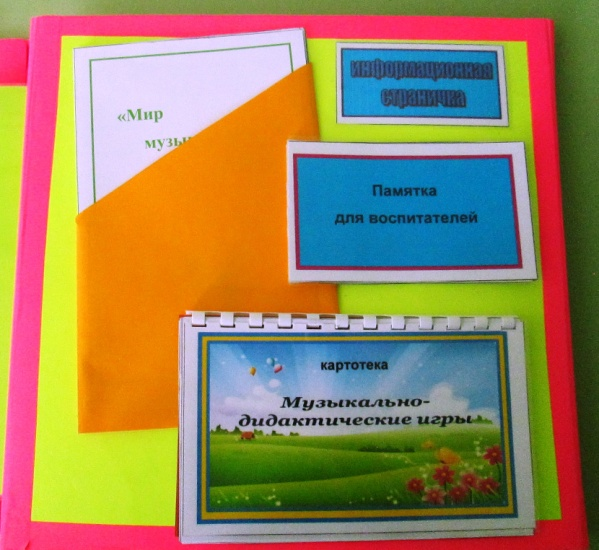 «Мир
информационная
страничка
Памятка
для воспитателей
картотека
Музыкально-
дидактические игры